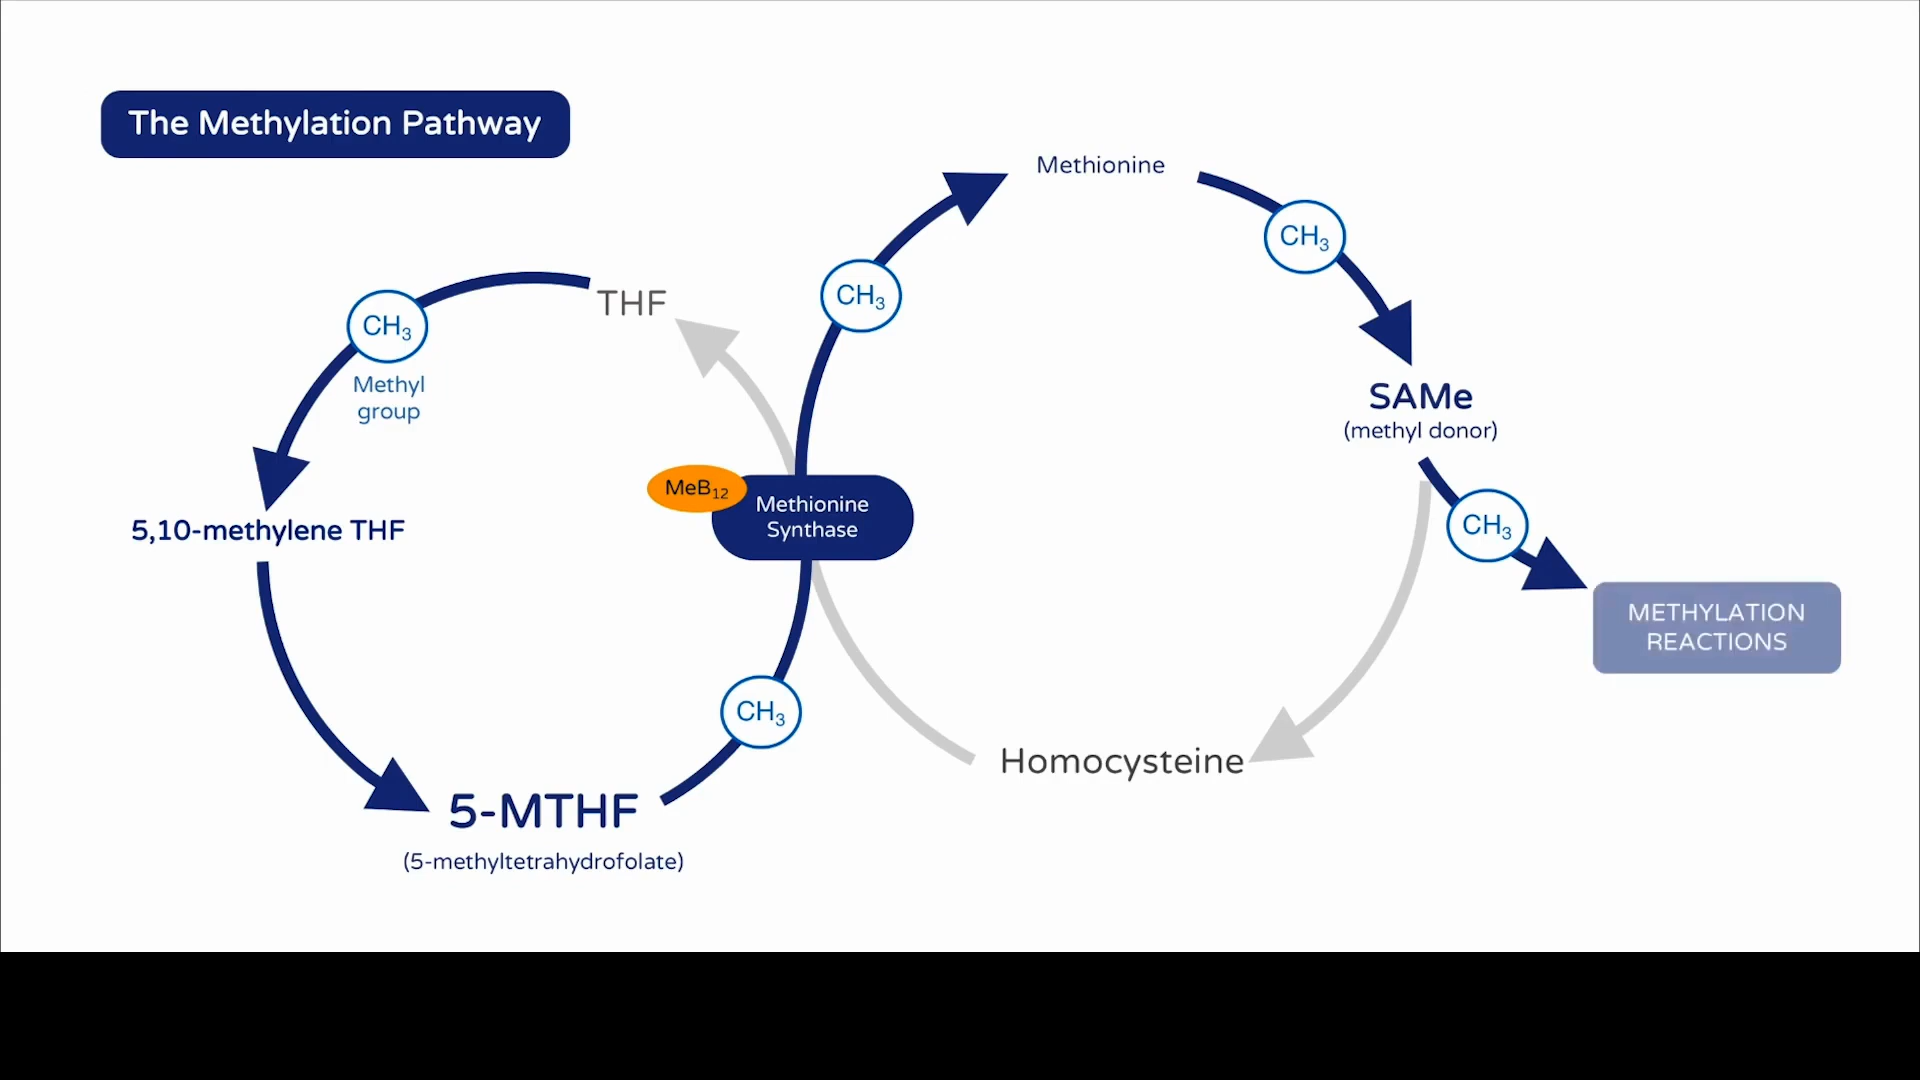 The Methylation Pathway
Methionine
CH₃
CH₃
THF
CH₃
Methyl
group
SAMe
(methyl donor)
MeB₁₂
Methionine
Synthase
5,10-methylene THF
CH₃
METHYLATION
REACTIONS
CH₃
Homocysteine
5-MTHF
(5-methyltetrahydrofolate)